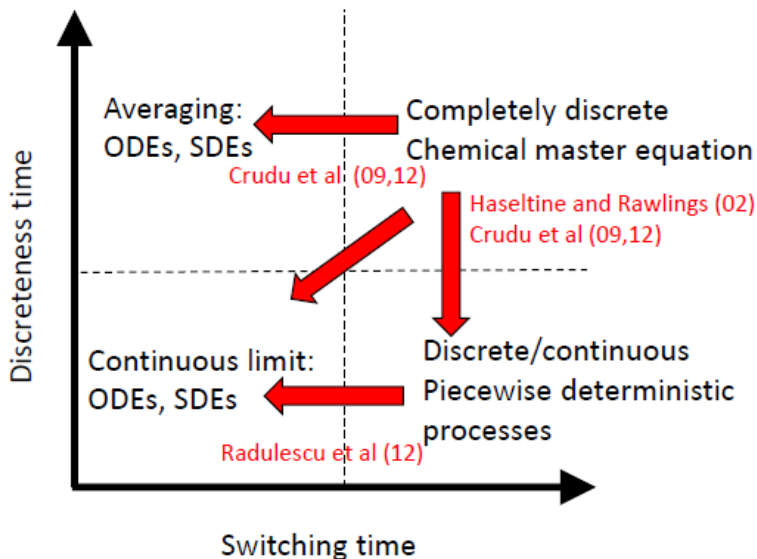 Averaging:
ODEs, SDEs
Completely discrete
Chemical master equation
Crudu et al (09,12)
Haseltine and Rawlings (02)
Crudu et al (09,12)
Discreteness time
Continuous limit:
ODEs, SDEs
Discrete/continuous
Piecewise deterministic
processes
Radulescu et al (12)
Switching time